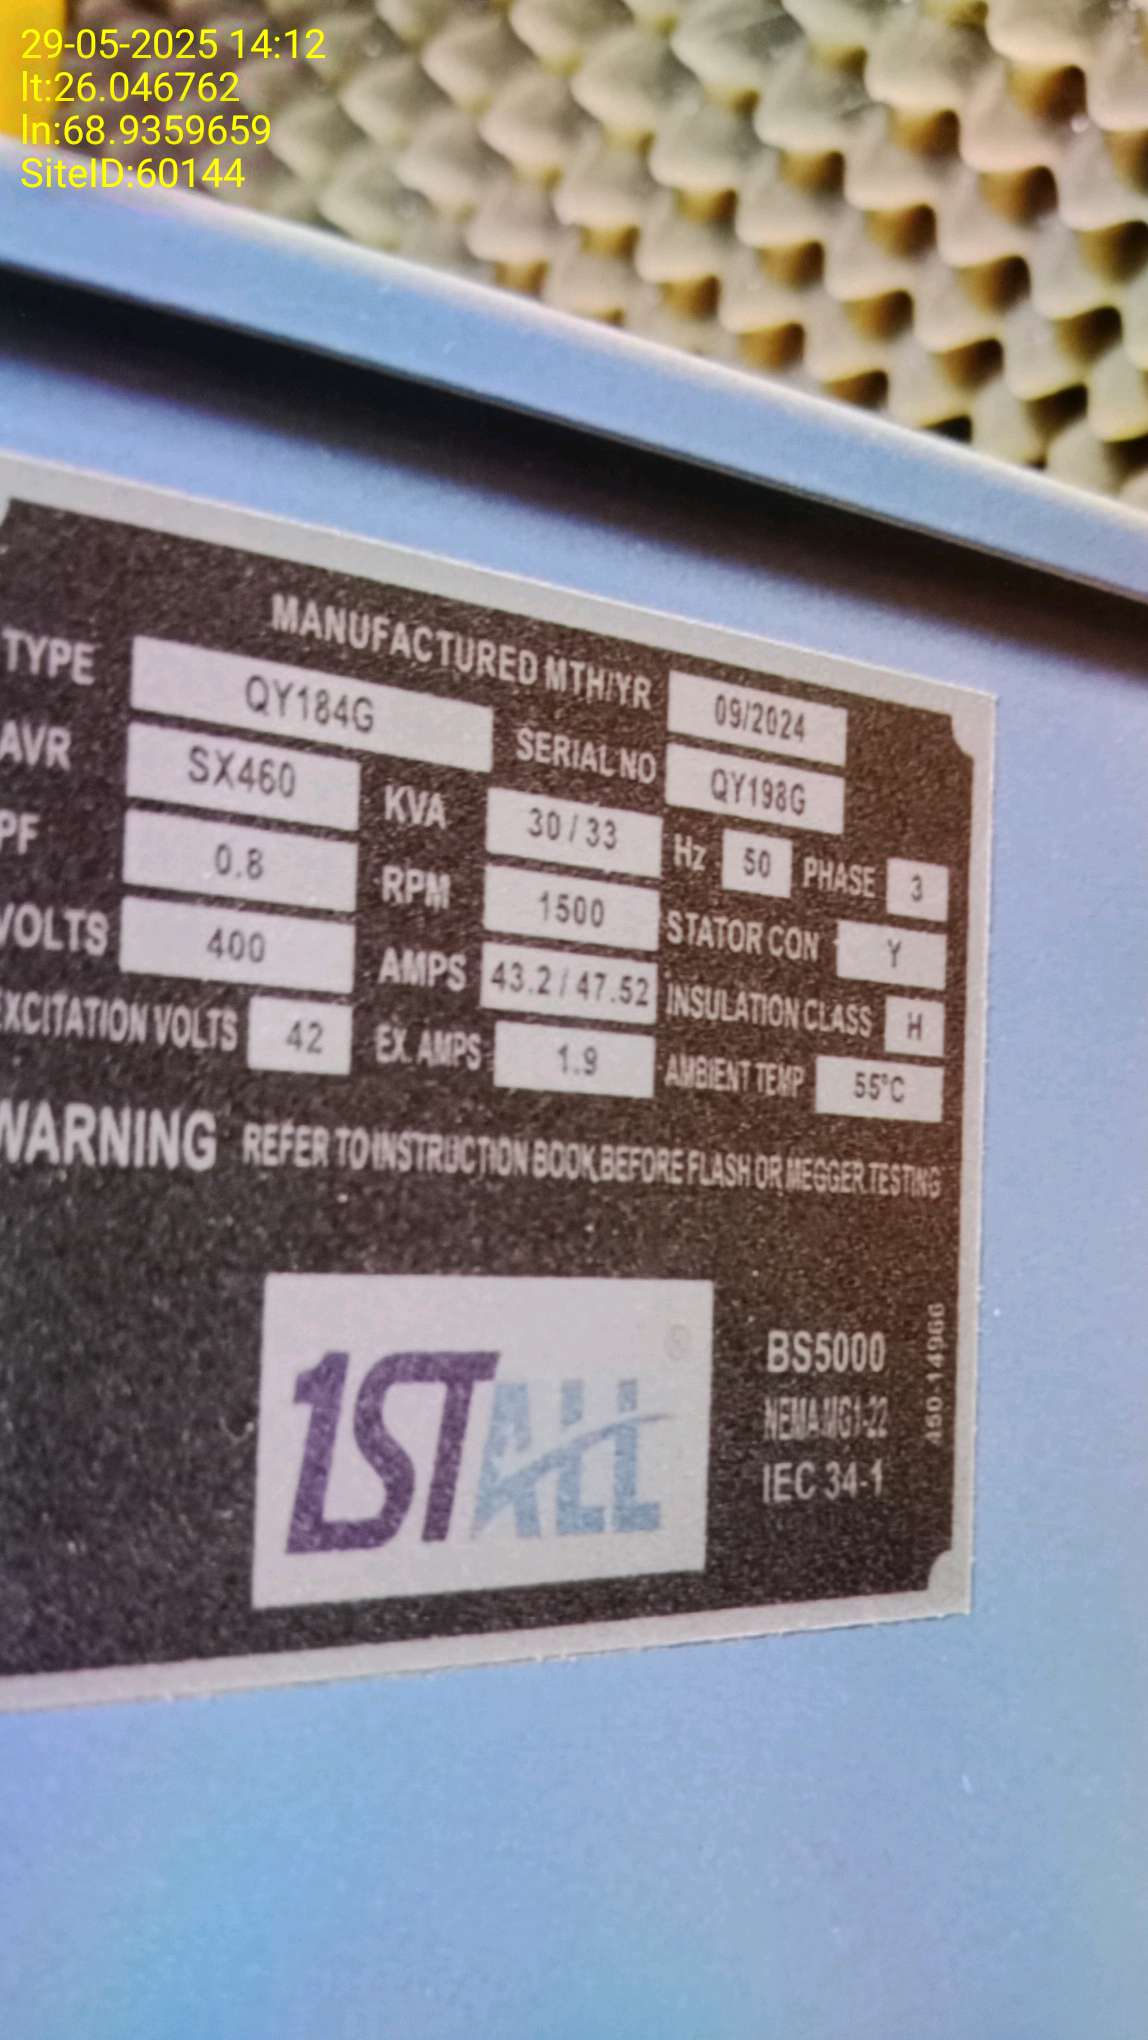 29-05-2025 14:12
lt:26.046762
ln:68.9359659
SiteID:60144
MANUFACTURED MTH/YR 09/2024
TYPE QY184G SERIAL NO QY198G
AVR SX460 KVA 30 / 33 Hz 50 PHASE 3
PF 0.8 RPM 1500 STATOR CON Y
VOLTS 400 AMPS 43.2 / 47.52 INSULATION CLASS H
EXCITATION VOLTS 42 EX. AMPS 1.9 AMBIENT TEMP 55°C
WARNING REFER TO INSTRUCTION BOOK BEFORE FLASH OR MEGGER TESTING
1STALL ®
BS5000
NEMA MG1-22
IEC 34-1
450-14966